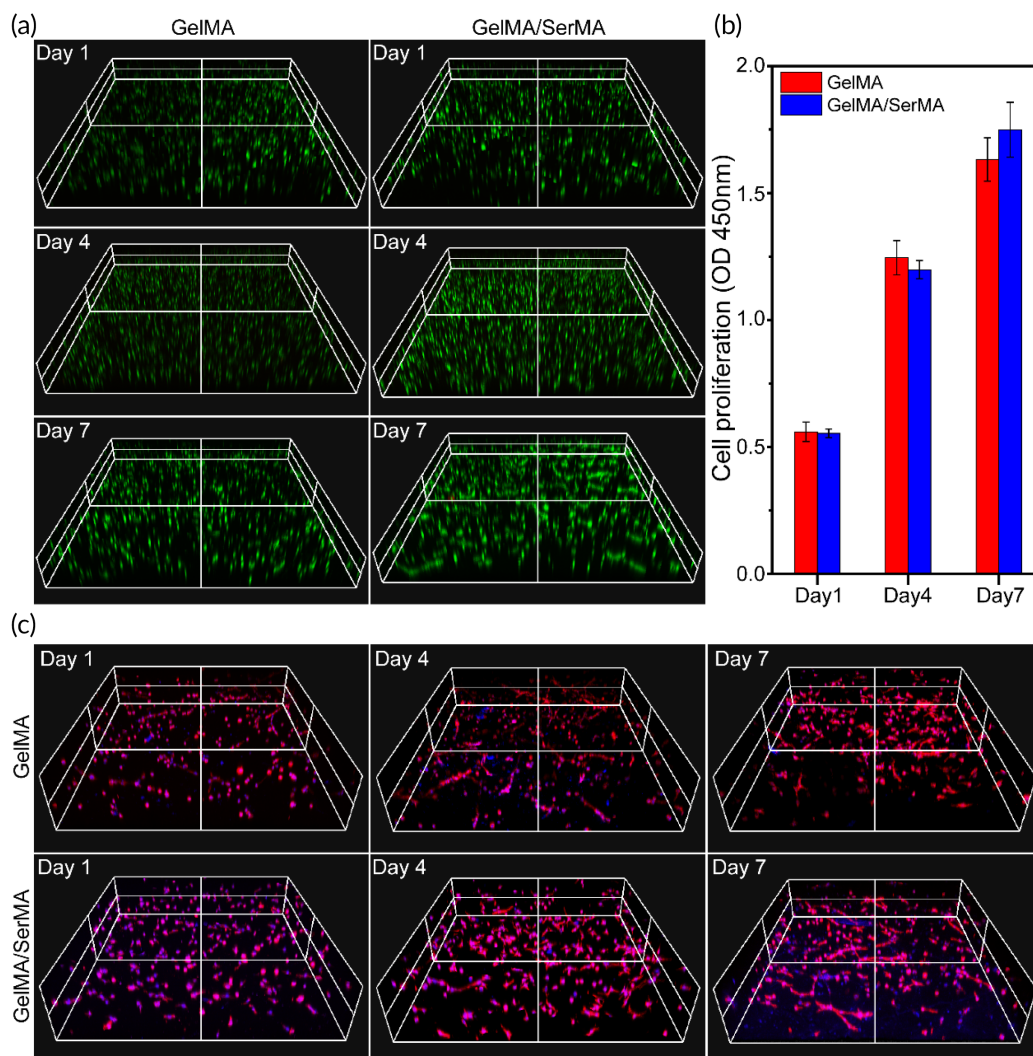 (a)
GelMA
GelMA/SerMA
Day 1
Day 1
Day 4
Day 4
Day 7
Day 7
(b)
Cell proliferation (OD 450nm)
2.0
1.5
1.0
0.5
0.0
GelMA
GelMA/SerMA
Day1
Day4
Day7
(c)
GelMA
Day 1
Day 4
Day 7
GelMA/SerMA
Day 1
Day 4
Day 7